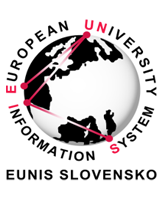 EUROPEAN UNIVERSITY
INFORMATION SYSTEM
EUNIS SLOVENSKO